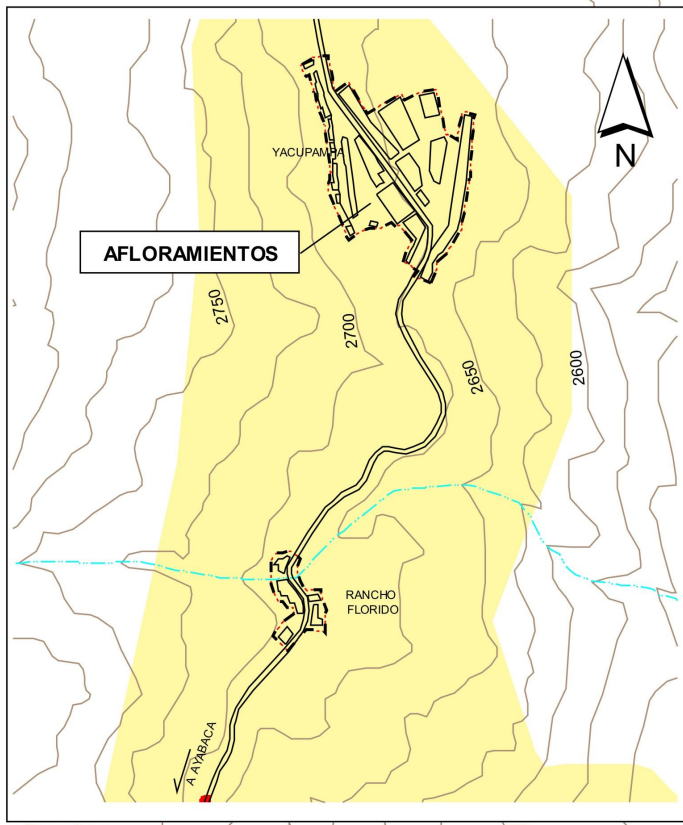 YACUPAMPA
N
AFLORAMIENTOS
2750
2700
2650
2600
RANCHO
FLORIDO
A AYABACA